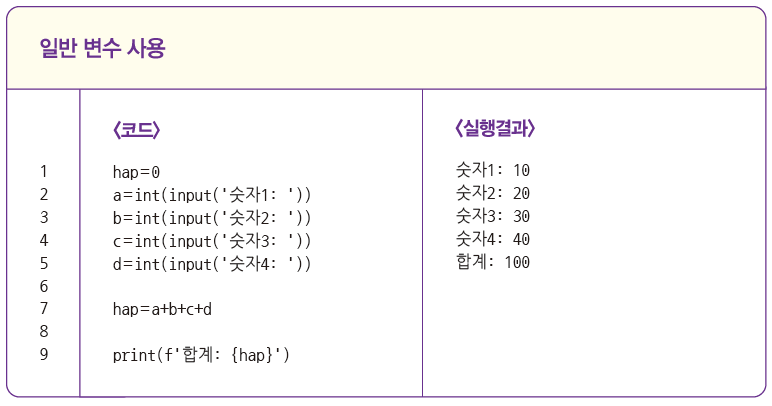 일반 변수 사용
<코드>
1 hap=0
2 a=int(input('숫자1: '))
3 b=int(input('숫자2: '))
4 c=int(input('숫자3: '))
5 d=int(input('숫자4: '))
6
7 hap=a+b+c+d
8
9 print(f'합계: {hap}')
<실행결과>
숫자1: 10
숫자2: 20
숫자3: 30
숫자4: 40
합계: 100